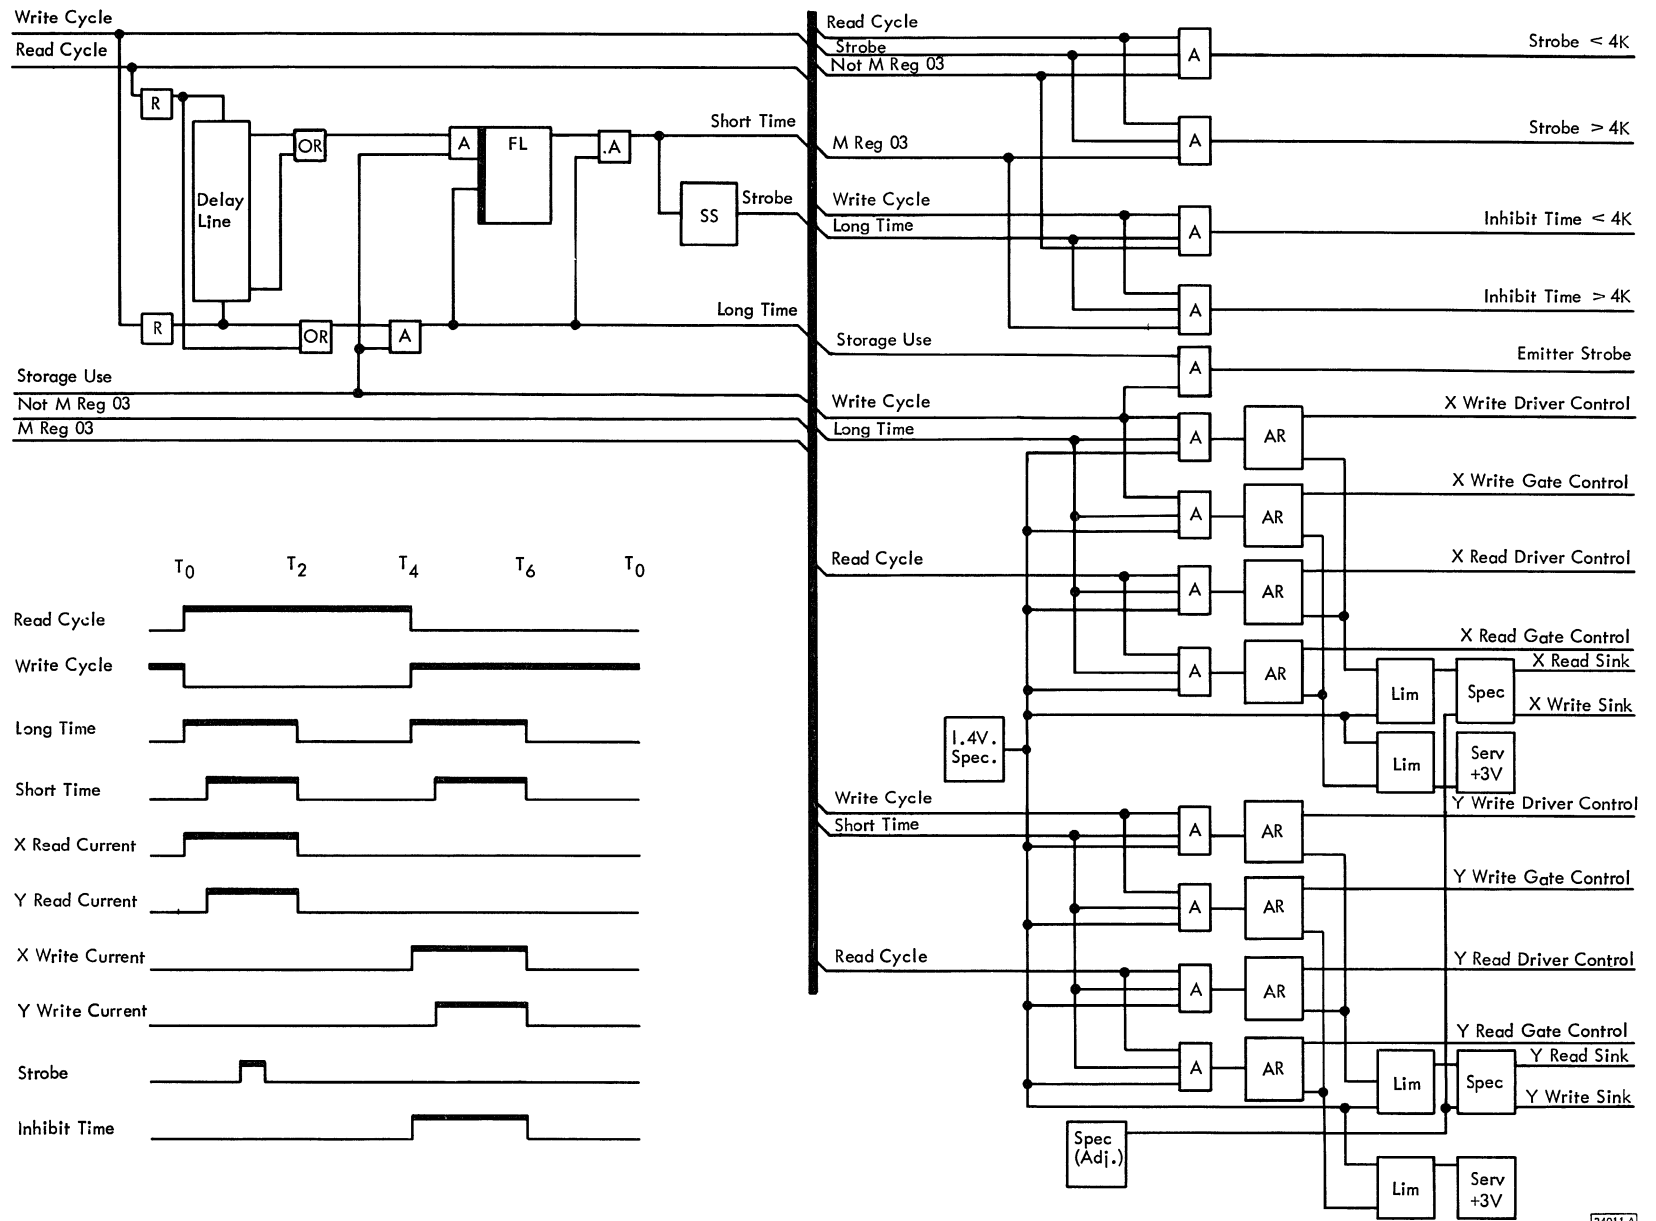 Write Cycle
Read Cycle
R
Delay
Line
OR
A
FL
.A
Short Time
SS
Strobe
R
OR
A
Long Time
Storage Use
Not M Reg 03
M Reg 03
Read Cycle
Strobe
Not M Reg 03
A
Strobe < 4K
M Reg 03
A
Strobe > 4K
Write Cycle
Long Time
A
Inhibit Time < 4K
A
Inhibit Time > 4K
Storage Use
A
Emitter Strobe
Write Cycle
Long Time
A
AR
X Write Driver Control
A
AR
X Write Gate Control
Read Cycle
A
AR
X Read Driver Control
A
AR
X Read Gate Control
Lim
Spec
X Read Sink
X Write Sink
1.4V.
Spec.
Lim
Serv
+3V
Write Cycle
Short Time
A
AR
Y Write Driver Control
A
AR
Y Write Gate Control
Read Cycle
A
AR
Y Read Driver Control
A
AR
Y Read Gate Control
Lim
Spec
Y Read Sink
Y Write Sink
Spec
(Adj.)
Lim
Serv
+3V
T0 T2 T4 T6 T0
Read Cycle
Write Cycle
Long Time
Short Time
X Read Current
Y Read Current
X Write Current
Y Write Current
Strobe
Inhibit Time